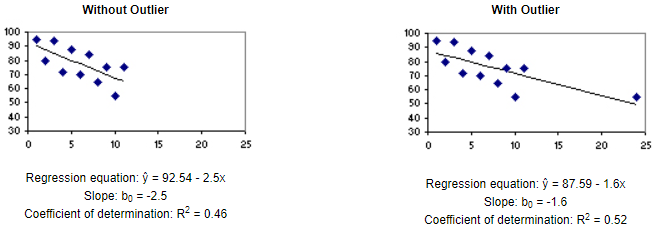 Without Outlier
100
90
80
70
60
50
40
30
0 5 10 15 20 25
Regression equation: ŷ = 92.54 - 2.5x
Slope: b0 = -2.5
Coefficient of determination: R2 = 0.46
With Outlier
100
90
80
70
60
50
40
30
0 5 10 15 20 25
Regression equation: ŷ = 87.59 - 1.6x
Slope: b0 = -1.6
Coefficient of determination: R2 = 0.52